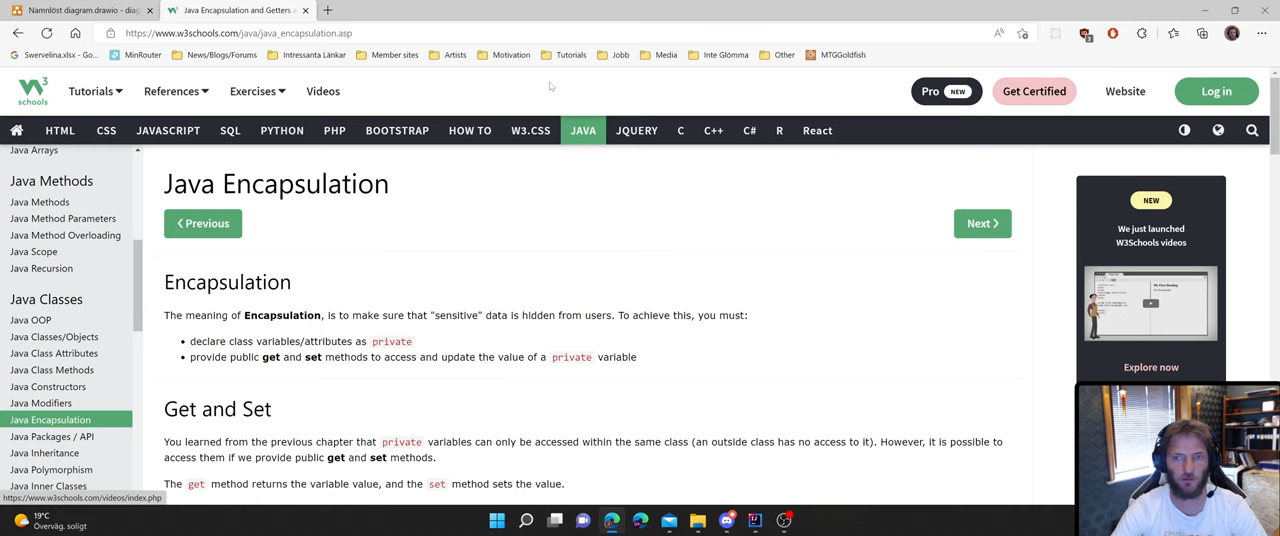 Namnlöst diagram.drawio - diag
Java Encapsulation and Getters a
https://www.w3schools.com/java/java_encapsulation.asp
3
Swervelina.xlsx - Go...
MinRouter
News/Blogs/Forums
Intressanta Länkar
Member sites
Artists
Motivation
Tutorials
Jobb
Media
Inte Glömma
Other
MTGGoldfish
W3 schools
Tutorials
References
Exercises
Videos
Pro NEW
Get Certified
Website
Log in
HTML CSS JAVASCRIPT SQL PYTHON PHP BOOTSTRAP HOW TO W3.CSS JAVA JQUERY C C++ C# R React
Java Arrays
Java Methods
Java Methods
Java Method Parameters
Java Method Overloading
Java Scope
Java Recursion
Java Classes
Java OOP
Java Classes/Objects
Java Class Attributes
Java Class Methods
Java Constructors
Java Modifiers
Java Encapsulation
Java Packages / API
Java Inheritance
Java Polymorphism
Java Inner Classes
https://www.w3schools.com/videos/index.php
Java Encapsulation
❮ Previous
Next ❯
Encapsulation
The meaning of Encapsulation, is to make sure that "sensitive" data is hidden from users. To achieve this, you must:
• declare class variables/attributes as private
• provide public get and set methods to access and update the value of a private variable
Get and Set
You learned from the previous chapter that private variables can only be accessed within the same class (an outside class has no access to it). However, it is possible to
access them if we provide public get and set methods.
The get method returns the variable value, and the set method sets the value.
NEW
We just launched
W3Schools videos
Explore now
19°C
Överväg. soligt